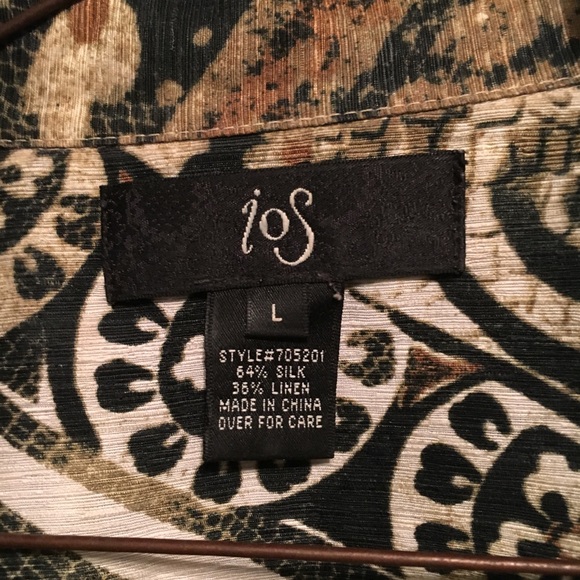 ios
L
STYLE#705201
64% SILK
36% LINEN
MADE IN CHINA
OVER FOR CARE